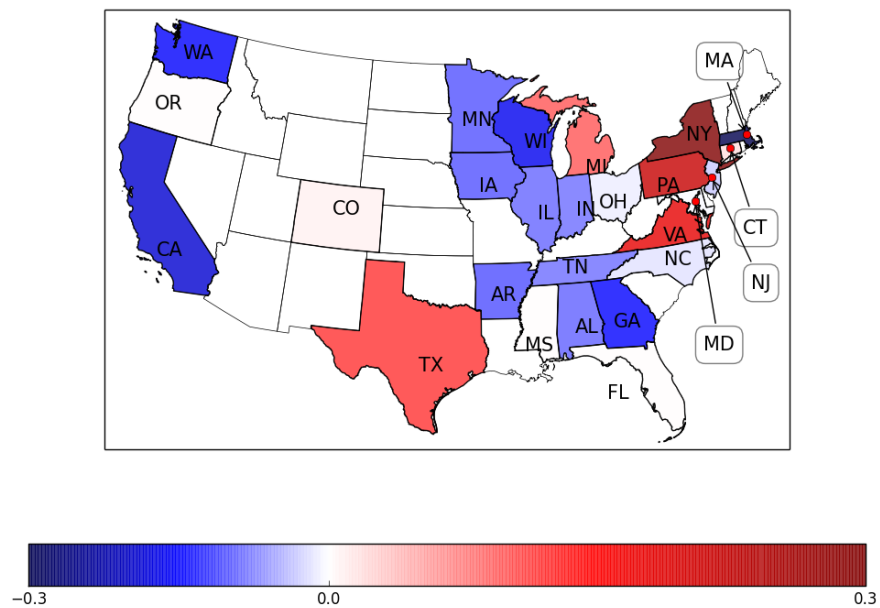 MA
WA
OR
MN
NY
WI
MI
IA
PA
CO
IL
IN
OH
CT
VA
CA
NC
TN
NJ
AR
GA
AL
MS
MD
TX
FL
−0.3
0.0
0.3